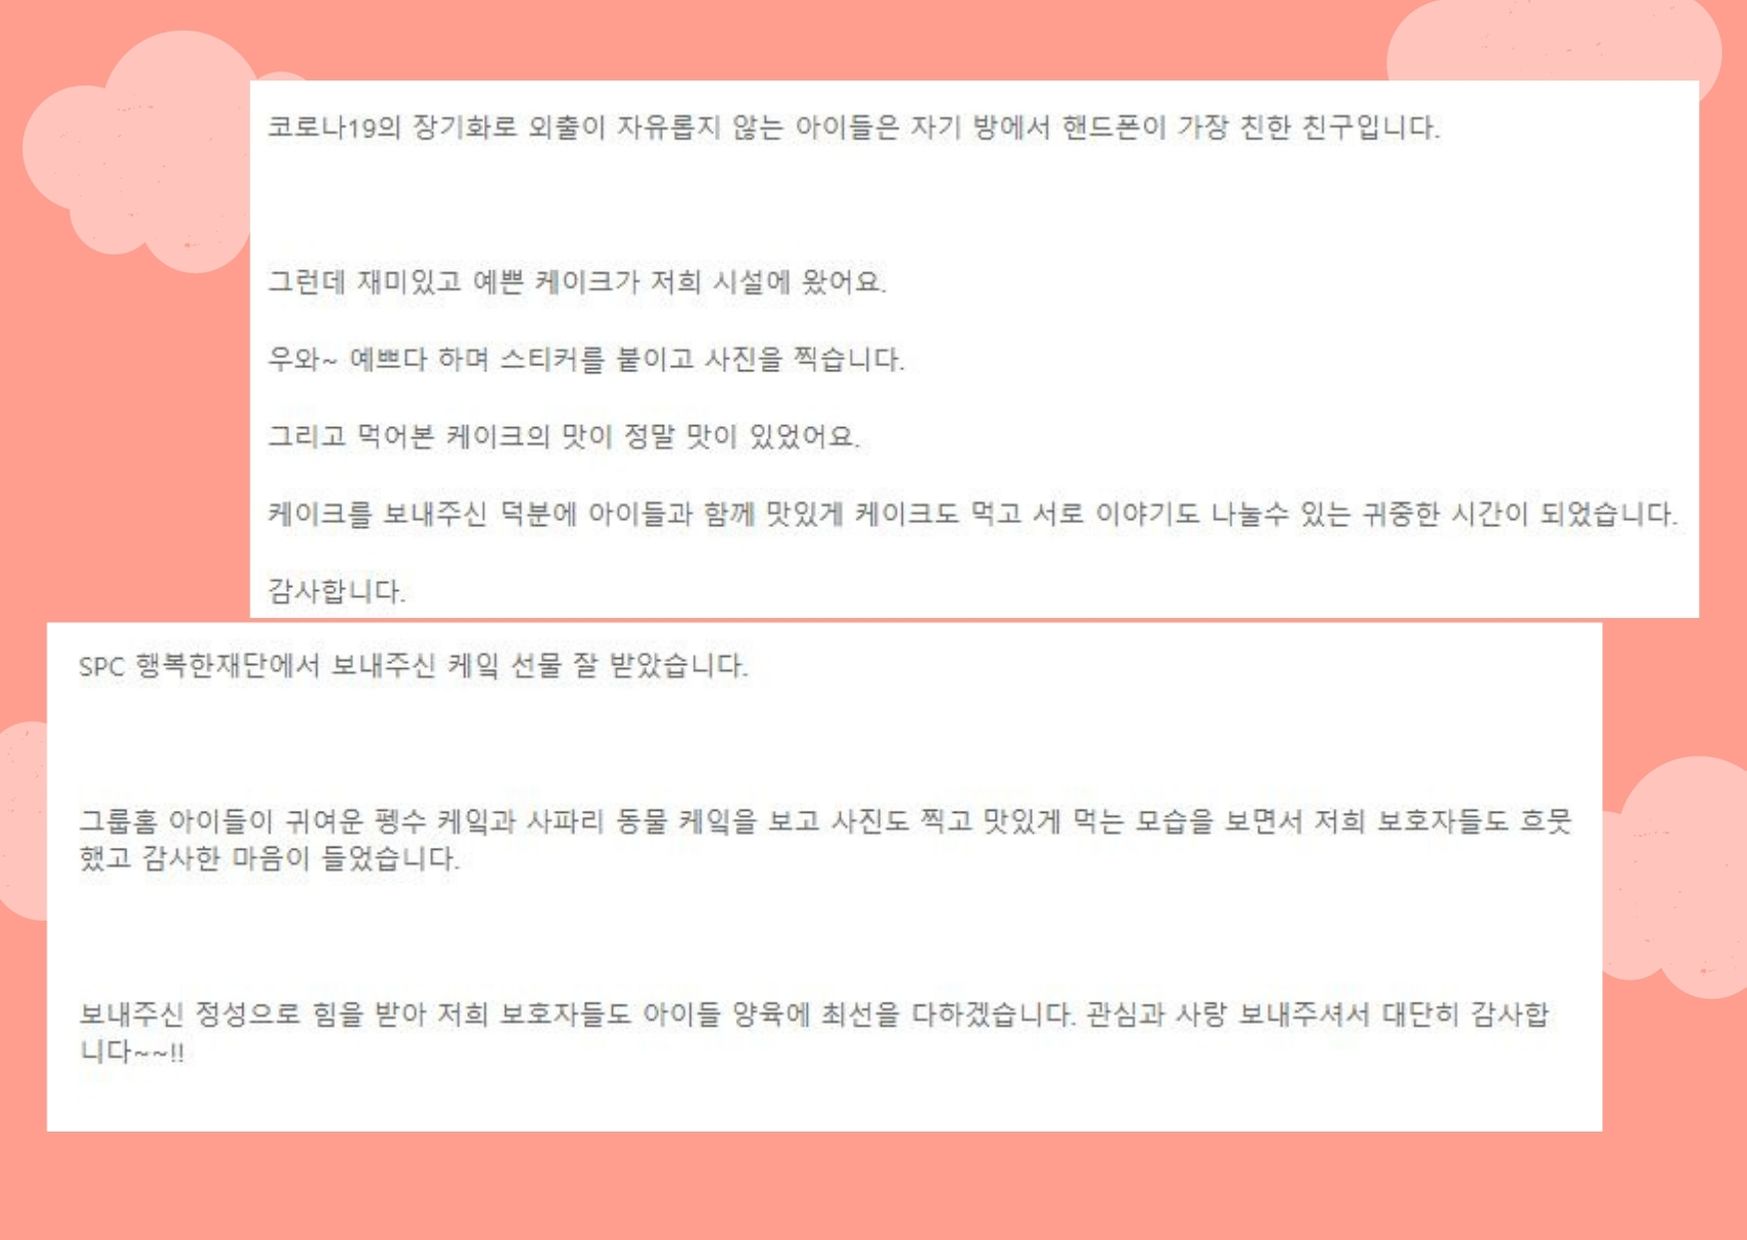 코로나19의 장기화로 외출이 자유롭지 않는 아이들은 자기 방에서 핸드폰이 가장 친한 친구입니다.
그런데 재미있고 예쁜 케이크가 저희 시설에 왔어요.
우와~ 예쁘다 하며 스티커를 붙이고 사진을 찍습니다.
그리고 먹어본 케이크의 맛이 정말 맛이 있었어요.
케이크를 보내주신 덕분에 아이들과 함께 맛있게 케이크도 먹고 서로 이야기도 나눌수 있는 귀중한 시간이 되었습니다.
감사합니다.
SPC 행복한재단에서 보내주신 케잌 선물 잘 받았습니다.
그룹홈 아이들이 귀여운 펭수 케잌과 사파리 동물 케잌을 보고 사진도 찍고 맛있게 먹는 모습을 보면서 저희 보호자들도 흐뭇
했고 감사한 마음이 들었습니다.
보내주신 정성으로 힘을 받아 저희 보호자들도 아이들 양육에 최선을 다하겠습니다. 관심과 사랑 보내주셔서 대단히 감사합
니다~~!!